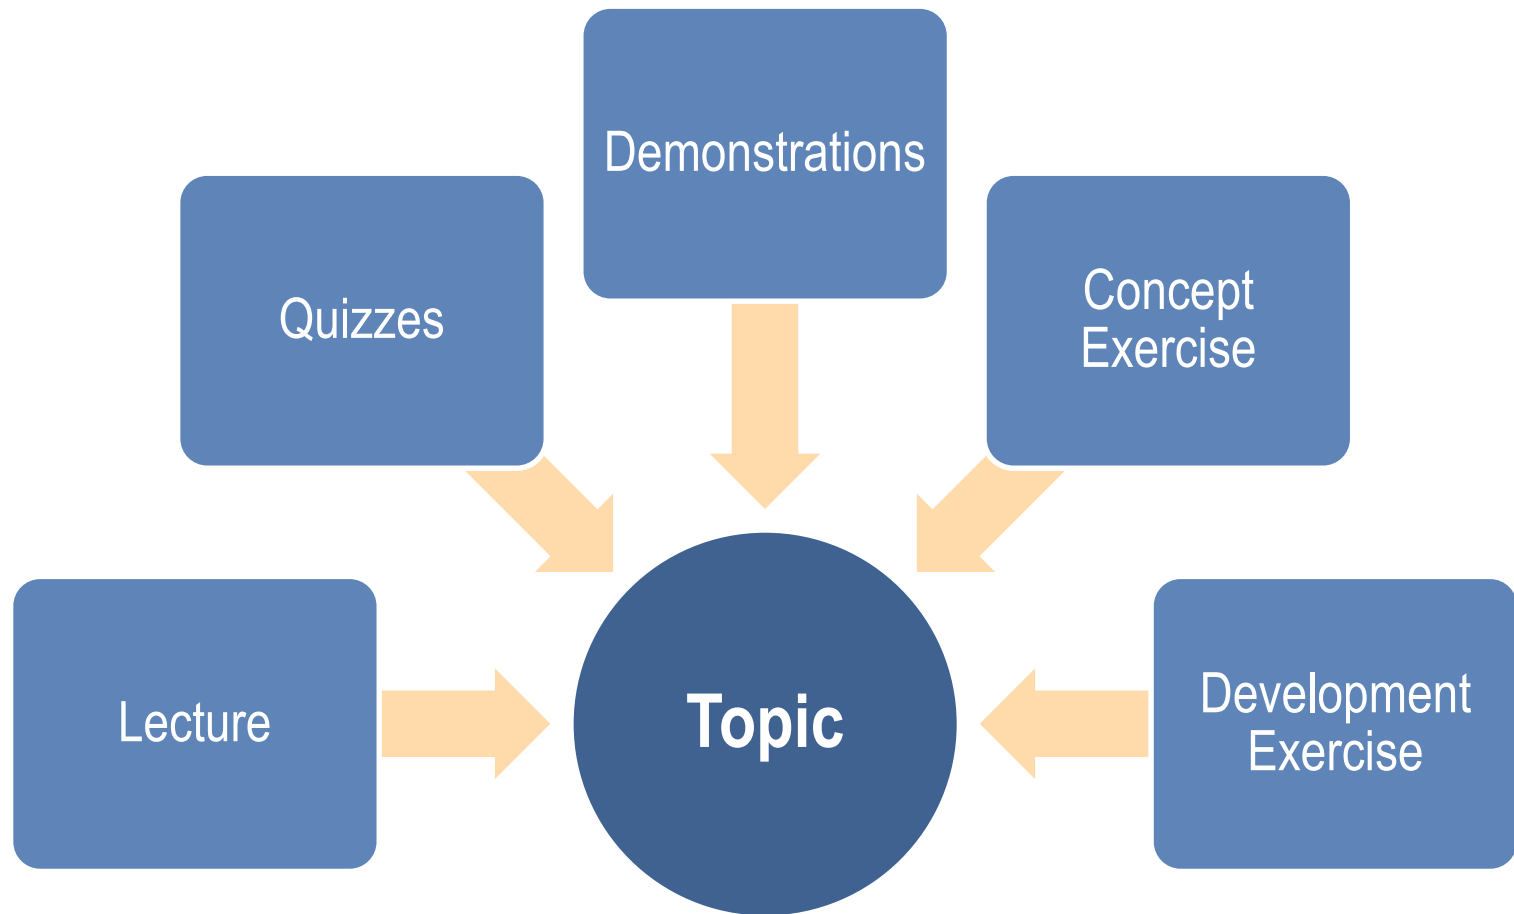 Demonstrations
Quizzes
Concept
Exercise
Lecture
Topic
Development
Exercise